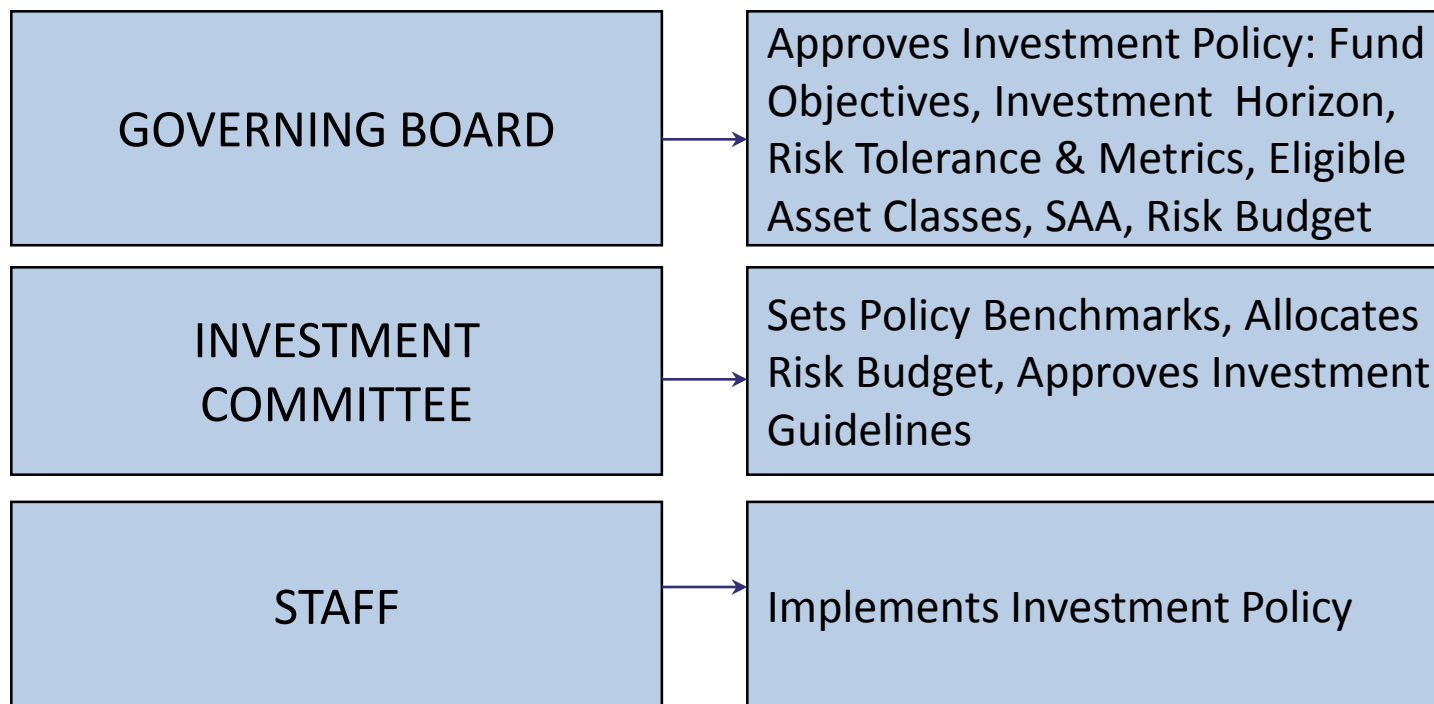 GOVERNING BOARD
Approves Investment Policy: Fund
Objectives, Investment Horizon,
Risk Tolerance & Metrics, Eligible
Asset Classes, SAA, Risk Budget
INVESTMENT
COMMITTEE
Sets Policy Benchmarks, Allocates
Risk Budget, Approves Investment
Guidelines
STAFF
Implements Investment Policy